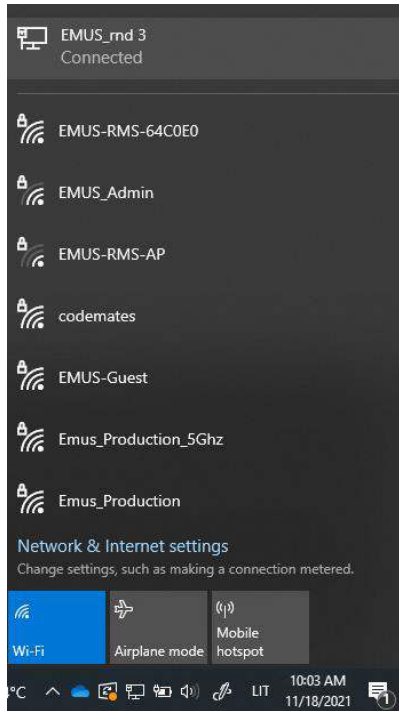 EMUS_rnd 3
Connected
EMUS-RMS-64C0E0
EMUS_Admin
EMUS-RMS-AP
codemates
EMUS-Guest
Emus_Production_5Ghz
Emus_Production
Network & Internet settings
Change settings, such as making a connection metered.
Wi-Fi
Airplane mode
Mobile
hotspot
°C
LIT
10:03 AM
11/18/2021
1